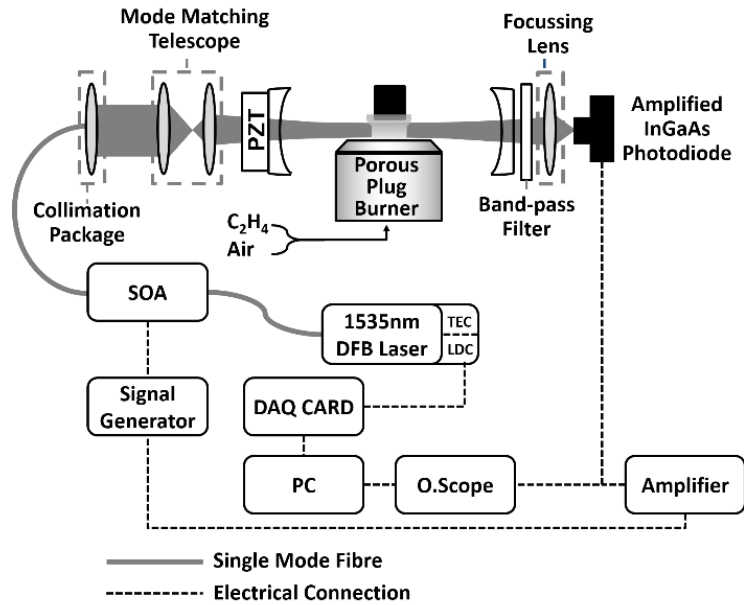 Mode Matching
Telescope
Focussing
Lens
PZT
Amplified
InGaAs
Photodiode
Porous
Plug
Burner
Collimation
Package
Band-pass
Filter
C₂H₄
Air
SOA
1535nm
DFB Laser
TEC
LDC
Signal
Generator
DAQ CARD
PC
O.Scope
Amplifier
Single Mode Fibre
Electrical Connection